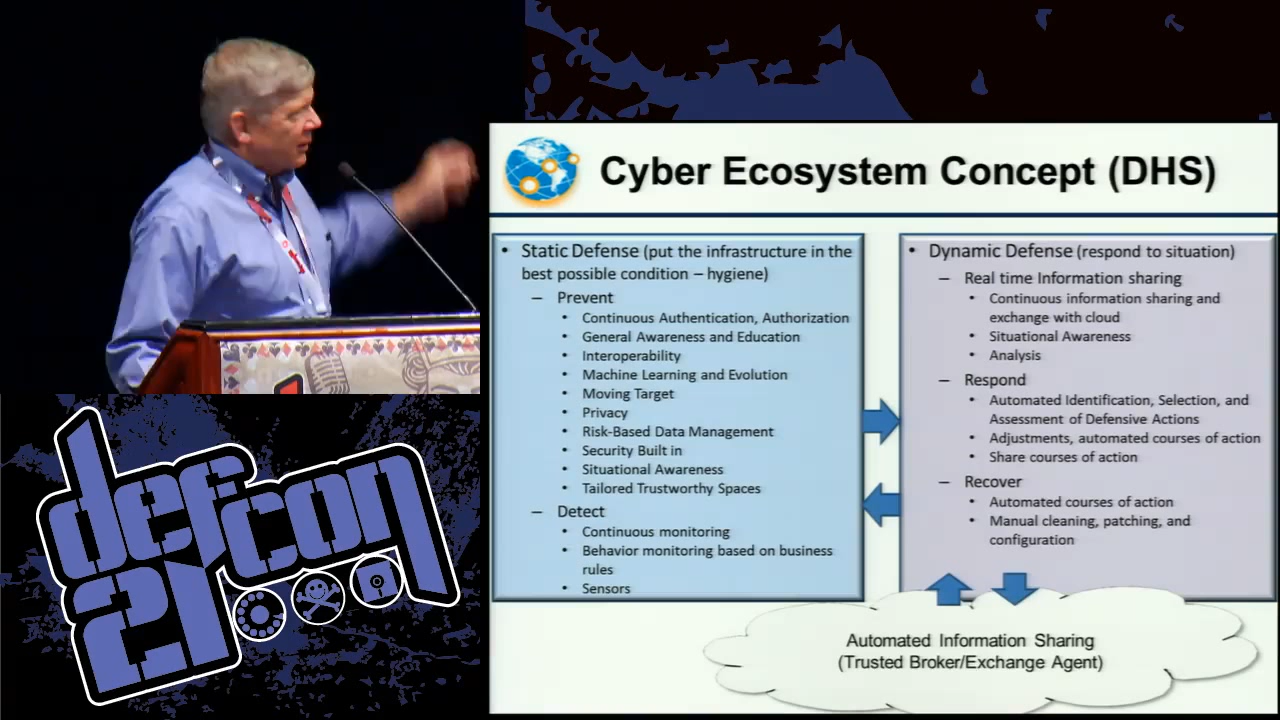 Cyber Ecosystem Concept (DHS)
• Static Defense (put the infrastructure in the
best possible condition – hygiene)
– Prevent
• Continuous Authentication, Authorization
• General Awareness and Education
• Interoperability
• Machine Learning and Evolution
• Moving Target
• Privacy
• Risk-Based Data Management
• Security Built in
• Situational Awareness
• Tailored Trustworthy Spaces
– Detect
• Continuous monitoring
• Behavior monitoring based on business
rules
• Sensors
• Dynamic Defense (respond to situation)
– Real time Information sharing
• Continuous information sharing and
exchange with cloud
• Situational Awareness
• Analysis
– Respond
• Automated Identification, Selection, and
Assessment of Defensive Actions
• Adjustments, automated courses of action
• Share courses of action
– Recover
• Automated courses of action
• Manual cleaning, patching, and
configuration
Automated Information Sharing
(Trusted Broker/Exchange Agent)
defcon
21